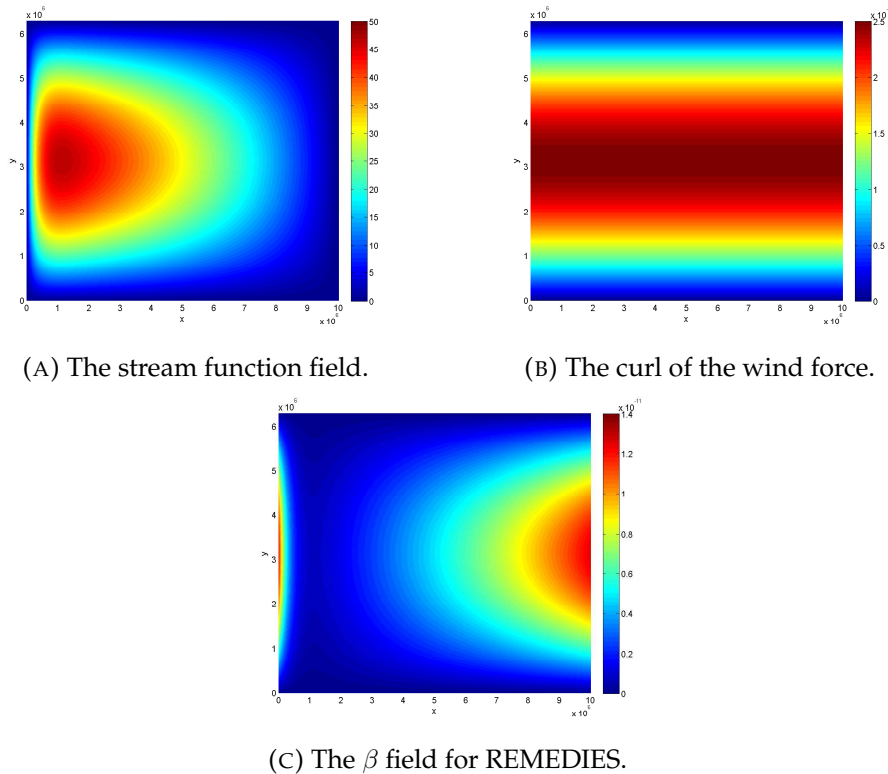 x 10^6
6
5
4
3
2
1
0
y
0 1 2 3 4 5 6 7 8 9 10
x
x 10^6
50
45
40
35
30
25
20
15
10
5
0
(A) The stream function field.
x 10^6
6
5
4
3
2
1
0
y
0 1 2 3 4 5 6 7 8 9 10
x
x 10^6
x 10^-
2.5
2
1.5
1
0.5
0
(B) The curl of the wind force.
x 10^6
6
5
4
3
2
1
0
y
0 1 2 3 4 5 6 7 8 9 10
x
x 10^6
x 10^-11
1.4
1.2
1
0.8
0.6
0.4
0.2
0
(C) The β field for REMEDIES.